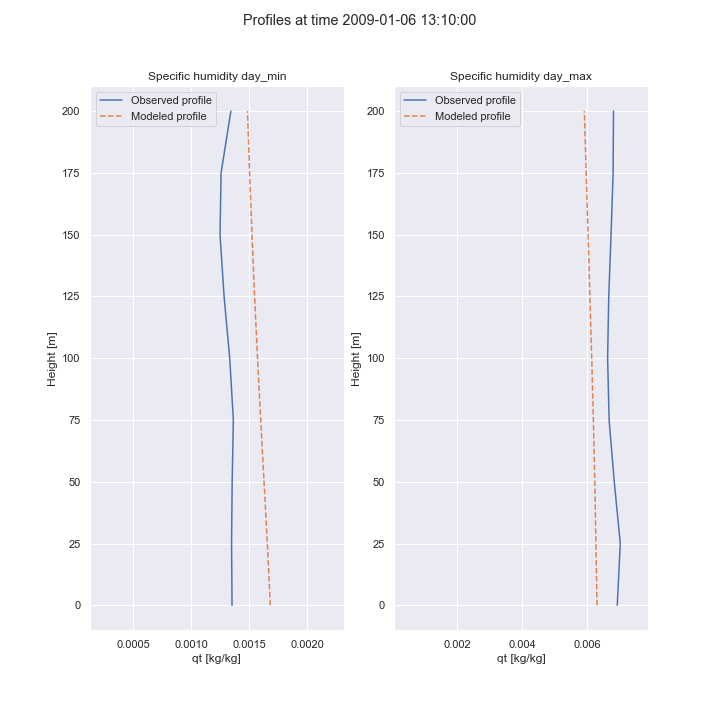 Profiles at time 2009-01-06 13:10:00
Specific humidity day_min
Observed profile
Modeled profile
200
175
150
125
100
75
50
25
0
Height [m]
0.0005
0.0010
0.0015
0.0020
qt [kg/kg]
Specific humidity day_max
Observed profile
Modeled profile
200
175
150
125
100
75
50
25
0
Height [m]
0.002
0.004
0.006
qt [kg/kg]